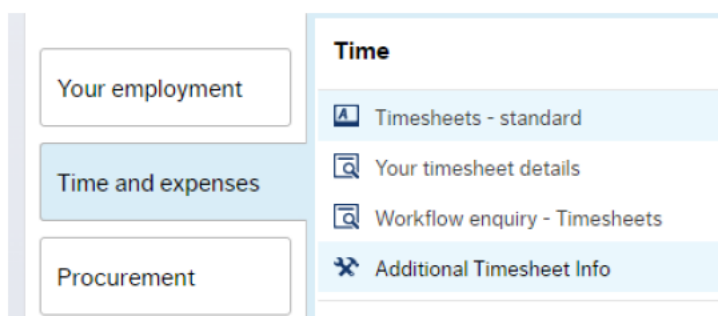 Your employment
Time and expenses
Procurement
Time
Timesheets - standard
Your timesheet details
Workflow enquiry - Timesheets
Additional Timesheet Info